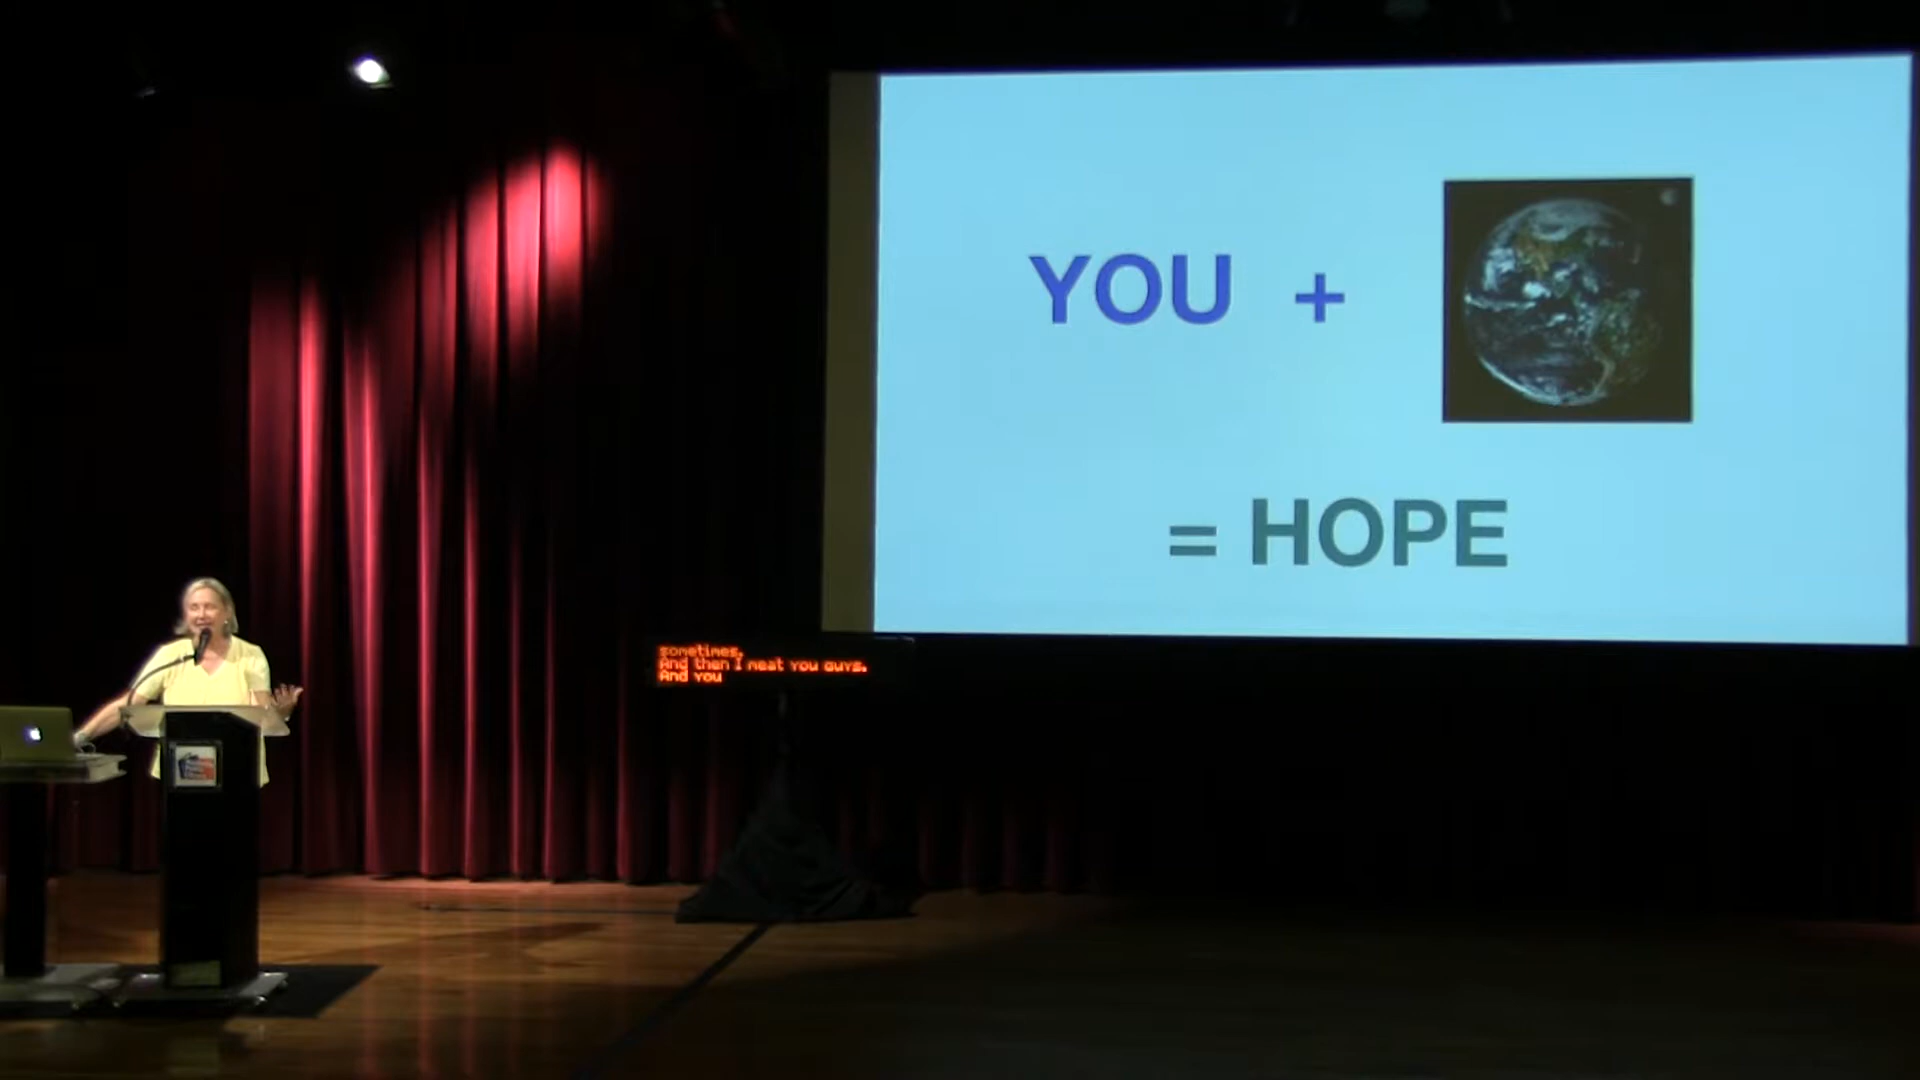 YOU +
= HOPE
sometimes.
And then I meat you guys.
And you